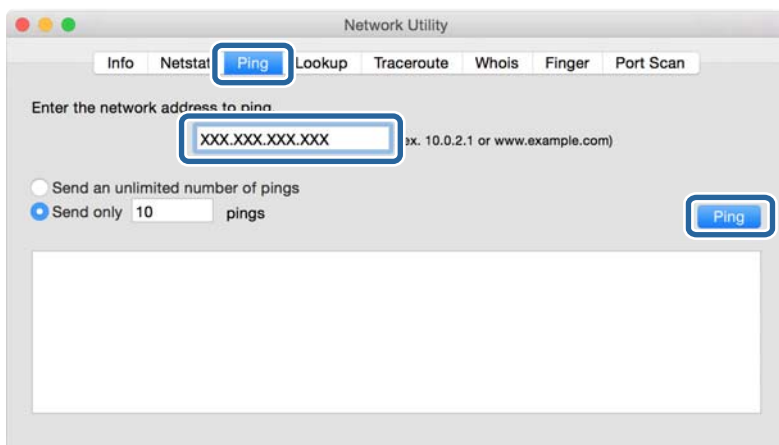 Network Utility
Info Netstat Ping Lookup Traceroute Whois Finger Port Scan
Enter the network address to ping.
XXX.XXX.XXX.XXX ex. 10.0.2.1 or www.example.com)
Send an unlimited number of pings
Send only 10 pings
Ping